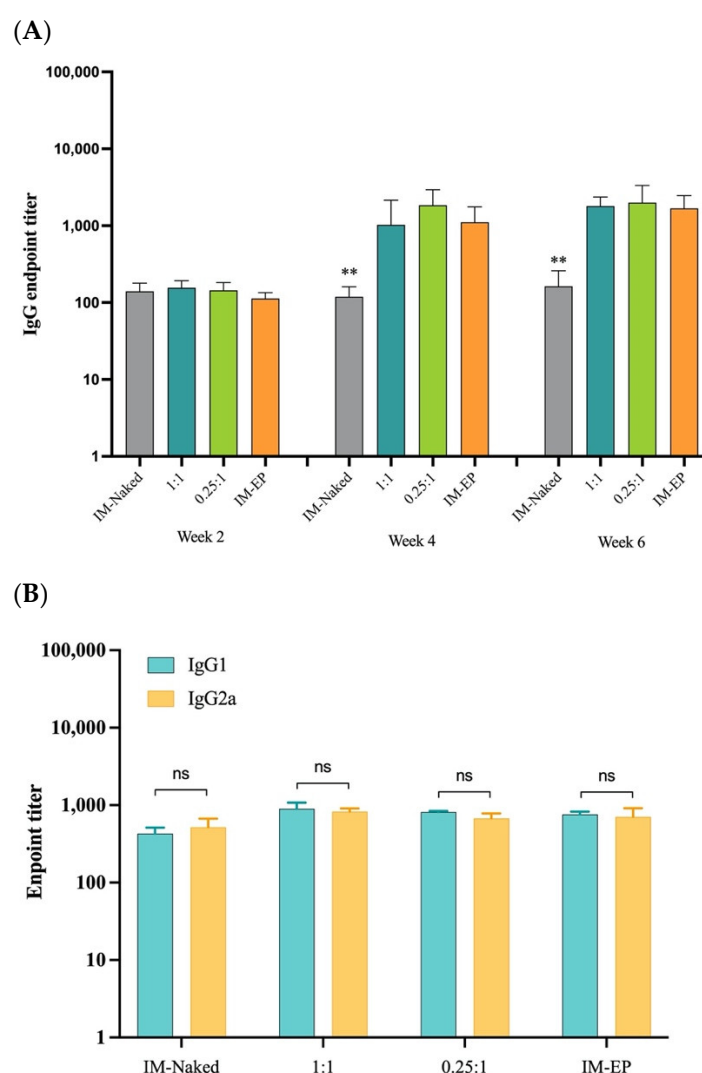 (A)
100,000
10,000
1,000
100
10
1
IgG endpoint titer
** **
IM-Naked 1:1 0.25:1 IM-EP IM-Naked 1:1 0.25:1 IM-EP IM-Naked 1:1 0.25:1 IM-EP
Week 2 Week 4 Week 6
(B)
100,000
10,000
1,000
100
10
1
Enpoint titer
IgG1
IgG2a
ns ns ns ns
IM-Naked 1:1 0.25:1 IM-EP